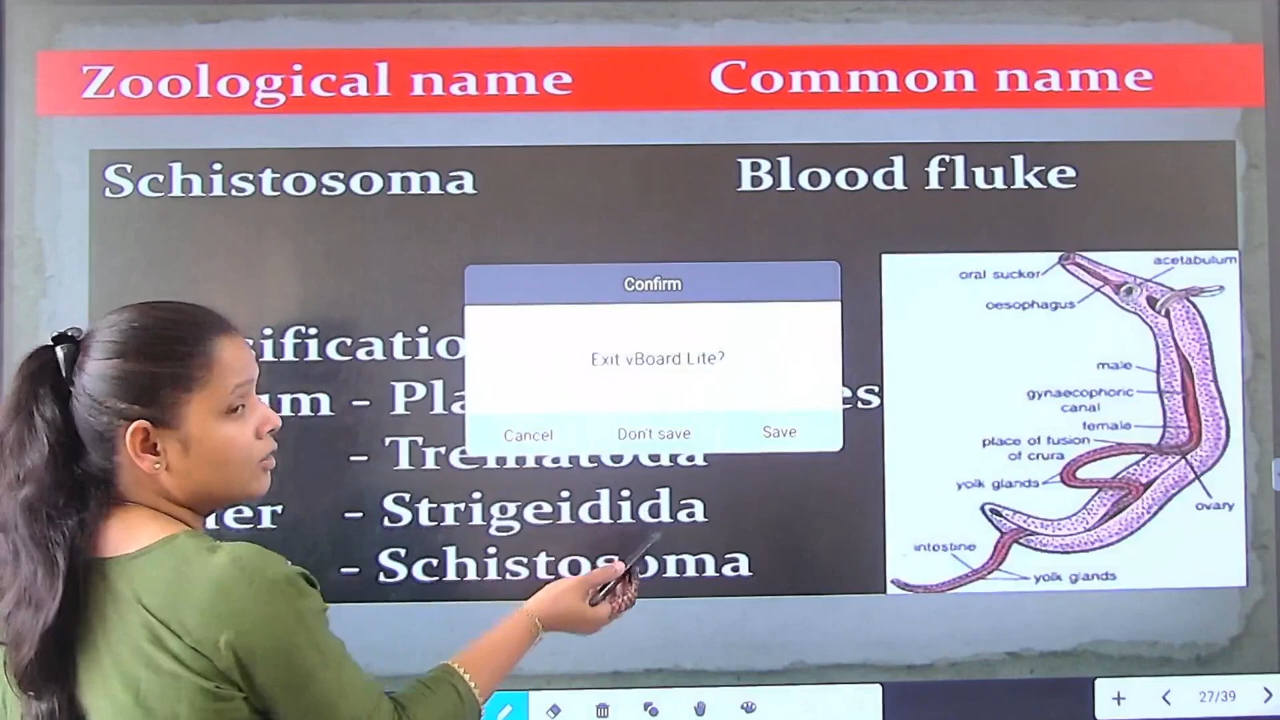 Zoological name Common name
Schistosoma Blood fluke
Confirm
Exit vBoard Lite?
Cancel Don't save Save
- Trematoda
- Strigeidida
- Schistosoma
oral sucker
acetabulum
oesophagus
male
gynaecophoric
canal
female
place of fusion
of crura
yolk glands
ovary
intestine
yolk glands
27/39